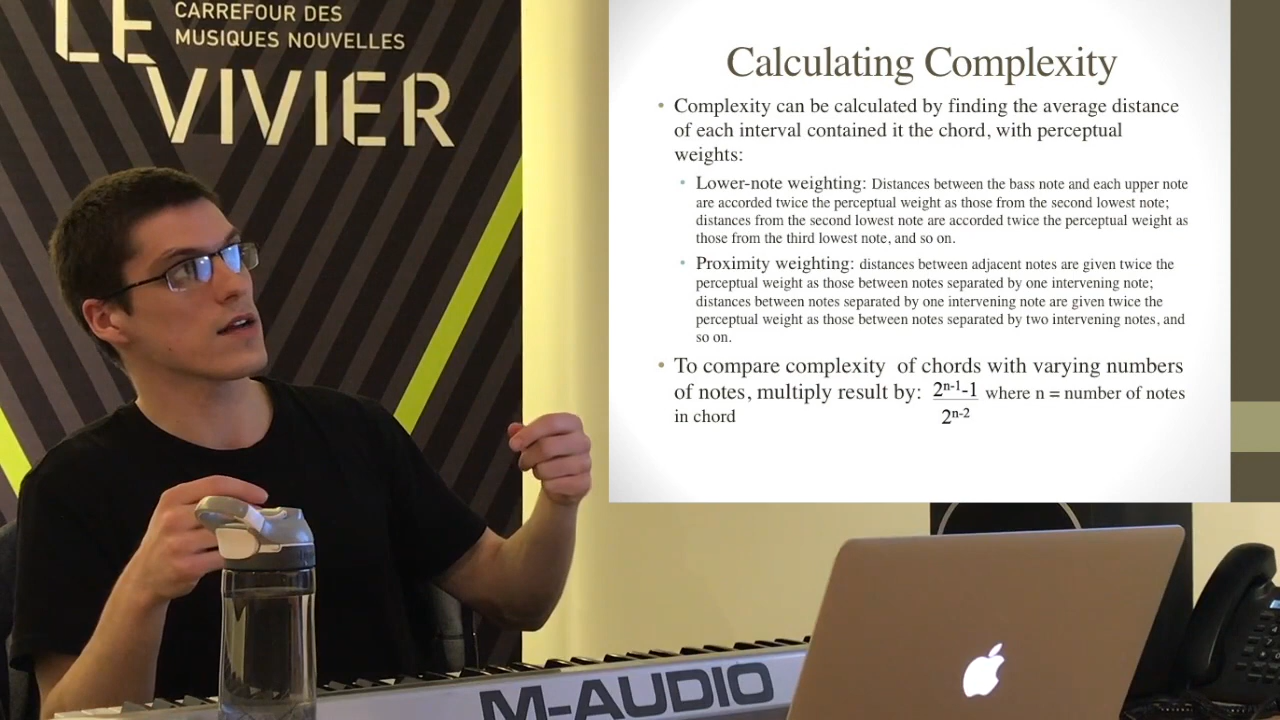 LE
CARREFOUR DES
MUSIQUES NOUVELLES
VIVIER
Calculating Complexity
• Complexity can be calculated by finding the average distance
of each interval contained it the chord, with perceptual
weights:
• Lower-note weighting: Distances between the bass note and each upper note
are accorded twice the perceptual weight as those from the second lowest note;
distances from the second lowest note are accorded twice the perceptual weight as
those from the third lowest note, and so on.
• Proximity weighting: distances between adjacent notes are given twice the
perceptual weight as those between notes separated by one intervening note;
distances between notes separated by one intervening note are given twice the
perceptual weight as those between notes separated by two intervening notes, and
so on.
• To compare complexity of chords with varying numbers
of notes, multiply result by: 2ⁿ⁻¹-1 where n = number of notes
2ⁿ⁻²
in chord
M-AUDIO